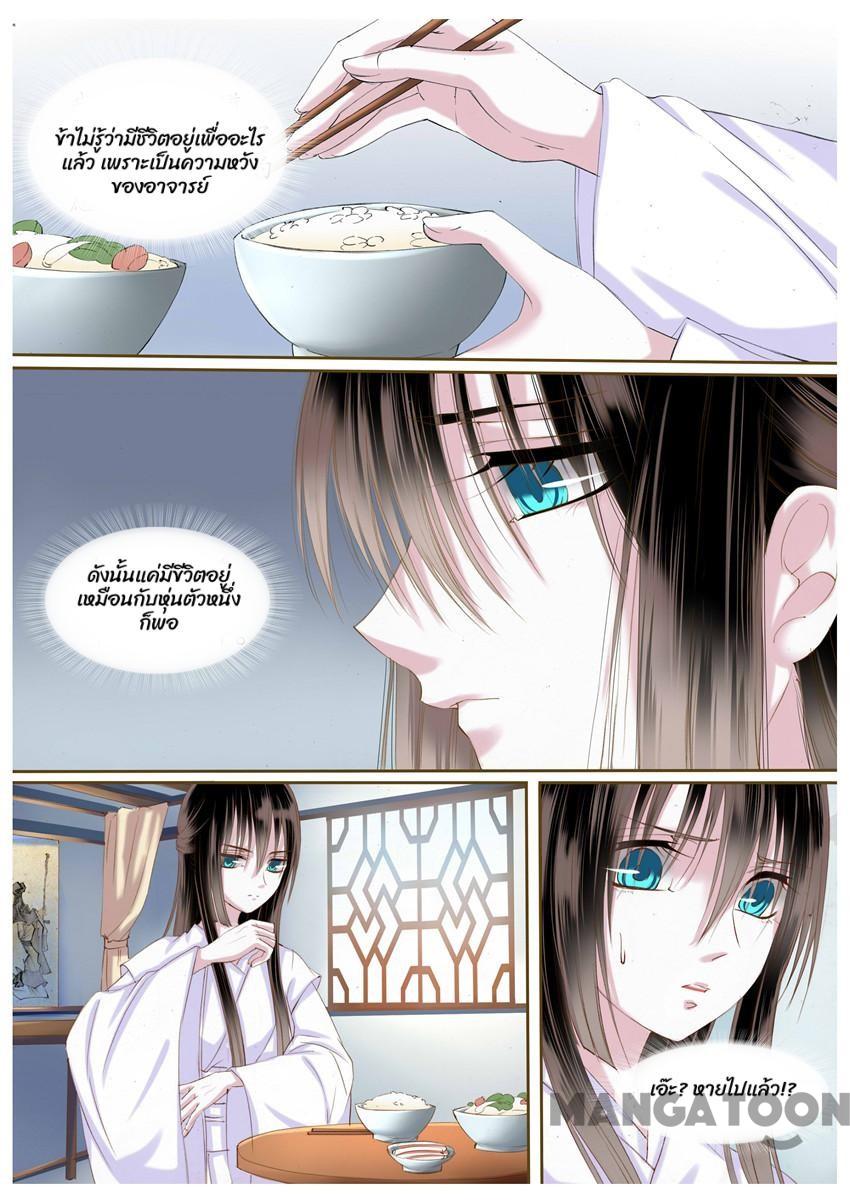 ข้าไม่รู้ว่ามีชีวิตอยู่เพื่ออะไร
แล้ว เพราะเป็นความหวัง
ของอาจารย์
ดังนั้นแค่มีชีวิตอยู่
เหมือนกับหุ่นตัวหนึ่ง
ก็พอ
เอ๊ะ? หายไปแล้ว!?
MANGATOON